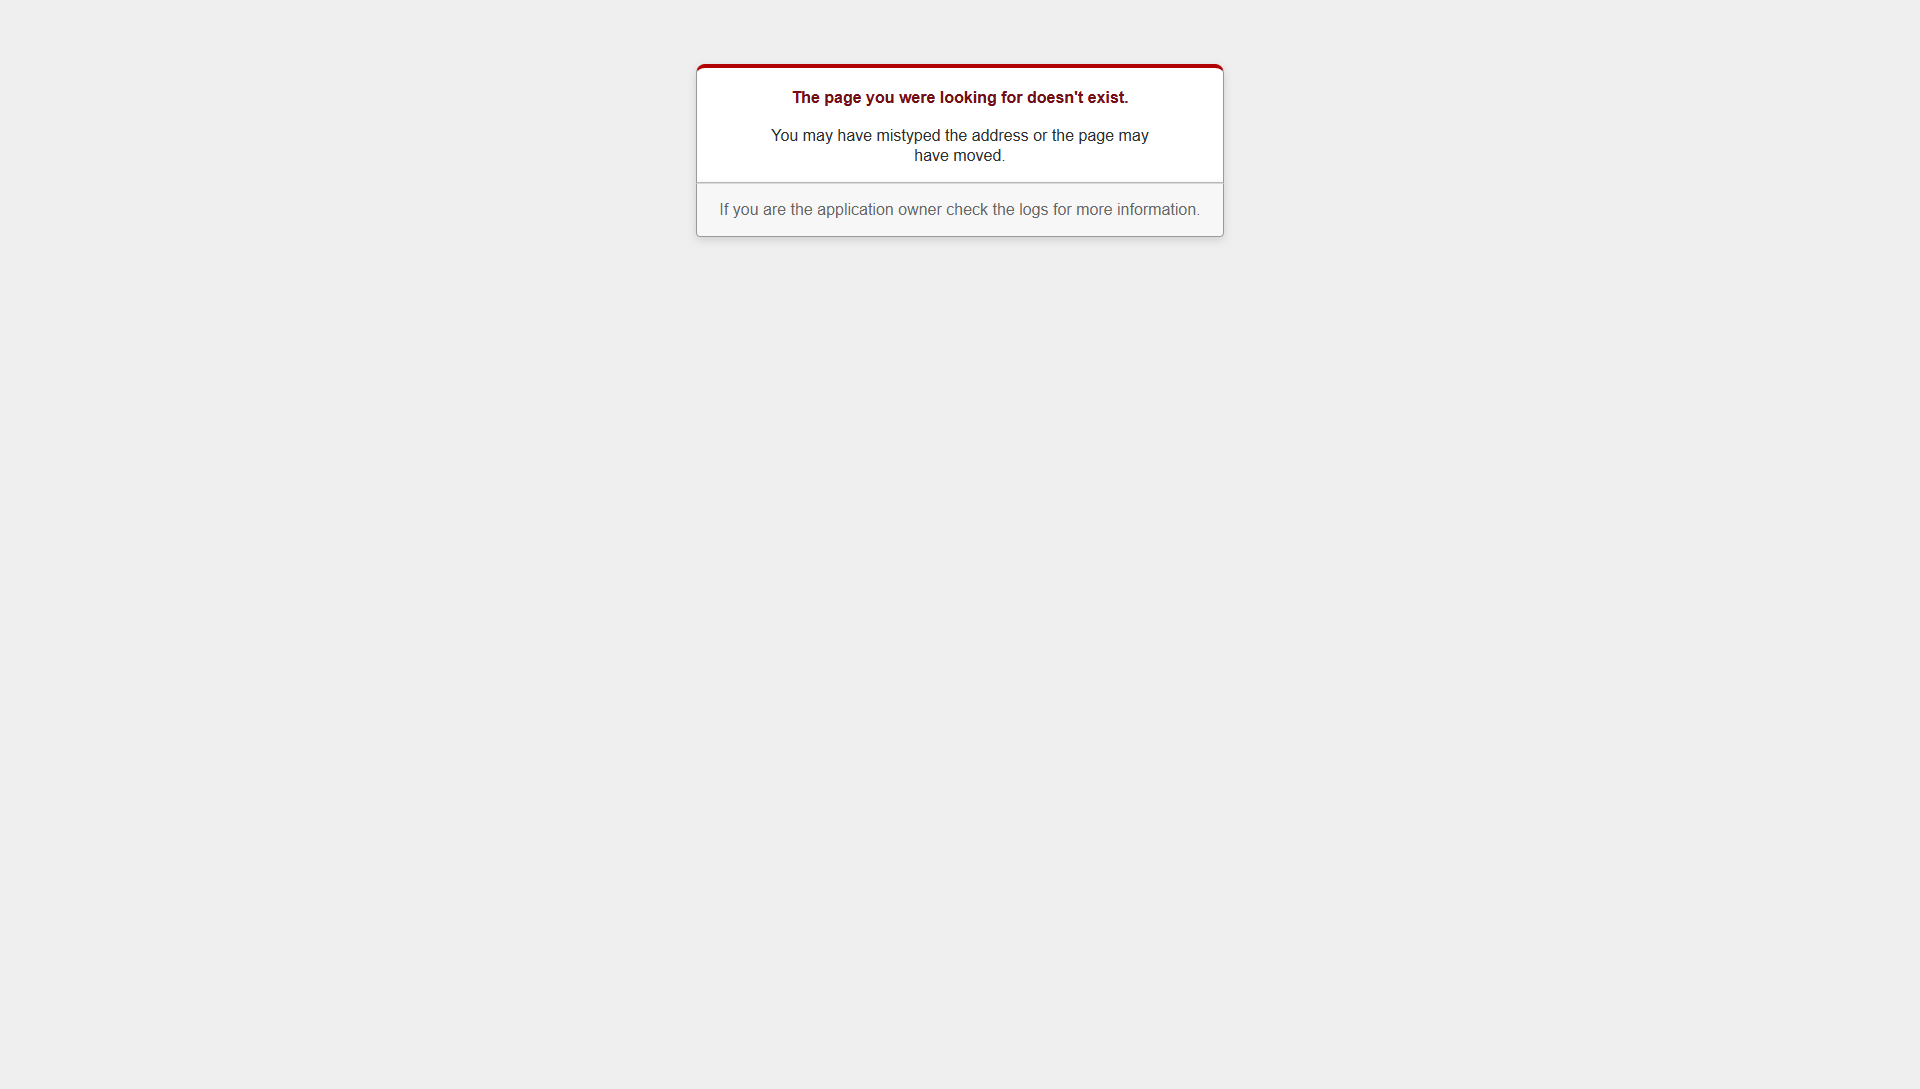 The page you were looking for doesn't exist.
You may have mistyped the address or the page may
have moved.
If you are the application owner check the logs for more information.